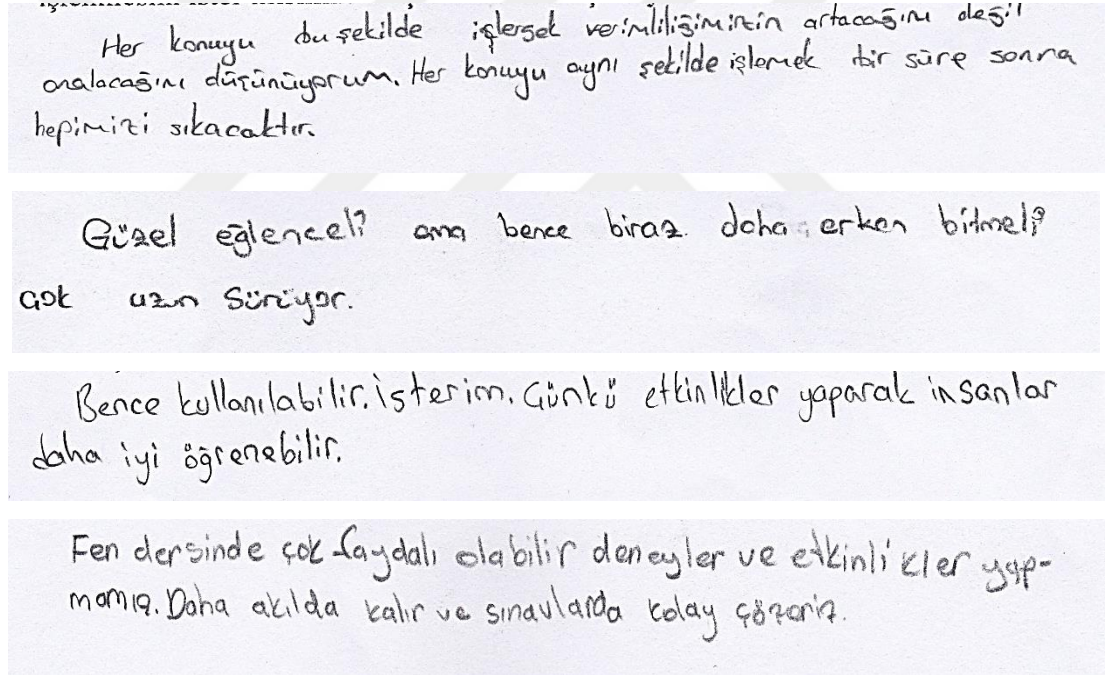 Her konuyu bu şekilde işlersek verimliliğimizin artacağını değil
azalacağını düşünüyorum. Her konuyu aynı şekilde işlemek bir süre sonra
hepimizi sıkacaktır.
Güzel eğlenceli ama bence biraz daha erken bitmeli
çok uzun sürüyor.
Bence kullanılabilir. İsterim. Çünkü etkinlikler yaparak insanlar
daha iyi öğrenebilir.
Fen dersinde çok faydalı olabilir deneyler ve etkinlikler yap-
mamız. Daha akılda kalır ve sınavlarda kolay çözeriz.